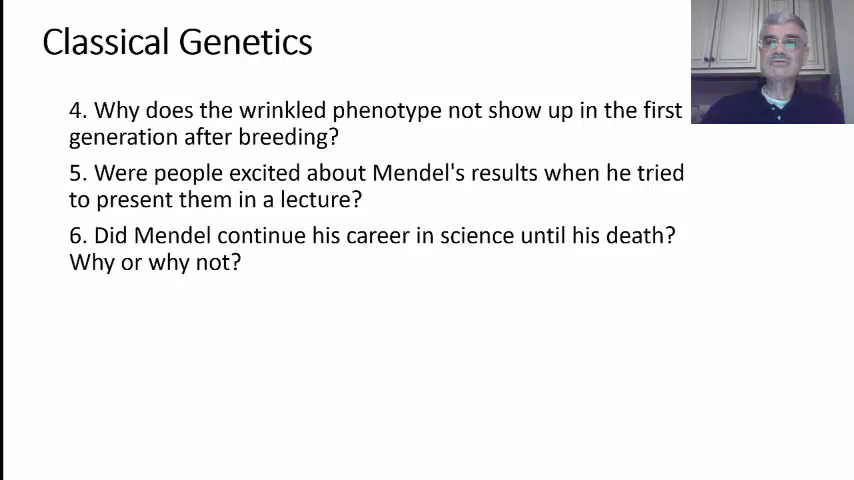 Classical Genetics
4. Why does the wrinkled phenotype not show up in the first
generation after breeding?
5. Were people excited about Mendel's results when he tried
to present them in a lecture?
6. Did Mendel continue his career in science until his death?
Why or why not?